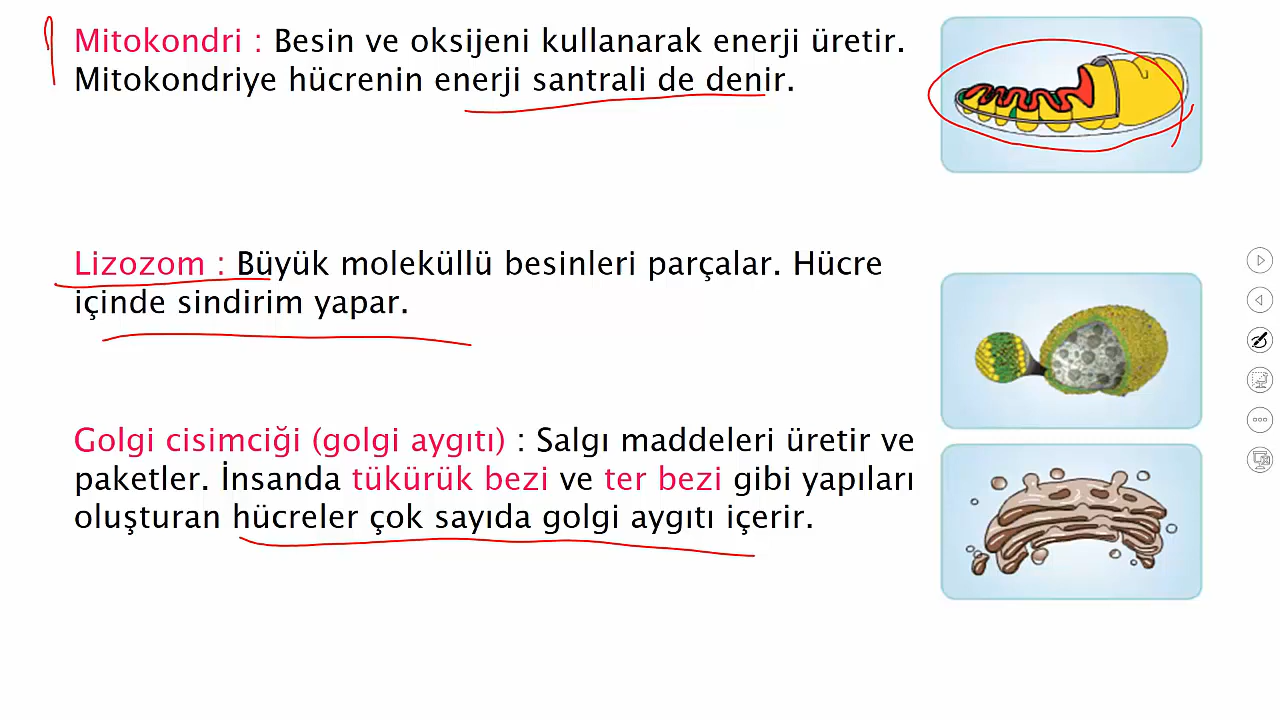 Mitokondri : Besin ve oksijeni kullanarak enerji üretir.
Mitokondriye hücrenin enerji santrali de denir.
Lizozom : Büyük moleküllü besinleri parçalar. Hücre
içinde sindirim yapar.
Golgi cisimciği (golgi aygıtı) : Salgı maddeleri üretir ve
paketler. İnsanda tükürük bezi ve ter bezi gibi yapıları
oluşturan hücreler çok sayıda golgi aygıtı içerir.